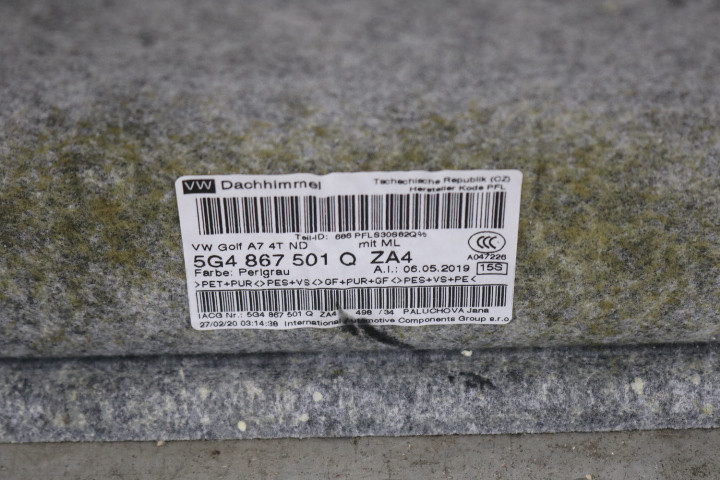 VW Dachhimmel Tschechische Republik (CZ)
Hersteller Kode PFL
Teil-ID: 686 PFLS30S62Q%
VW Golf A7 4T ND mit ML
5G4 867 501 Q ZA4
A047226
Farbe: Perlgrau A.I.: 06.05.2019 15S
>PET+PUR<>PES+VS<>GF+PUR+GF<>PES+VS+PE<
IACG Nr.: 5G4 867 501 Q ZA4 498 /34 PALUCHOVA Jana
27/02/20 03:14:38 International Automotive Components Group s.r.o